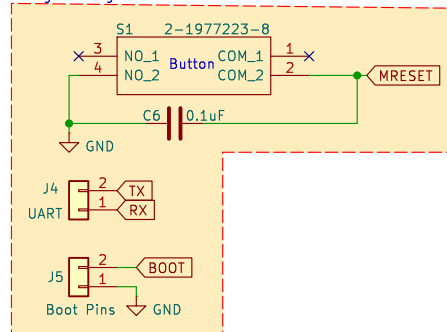 S1 2-1977223-8
3 NO_1 COM_1 1
Button
4 NO_2 COM_2 2
MRESET
C6 0.1uF
GND
J4 2 TX
UART 1 RX
J5 2 BOOT
1
Boot Pins GND